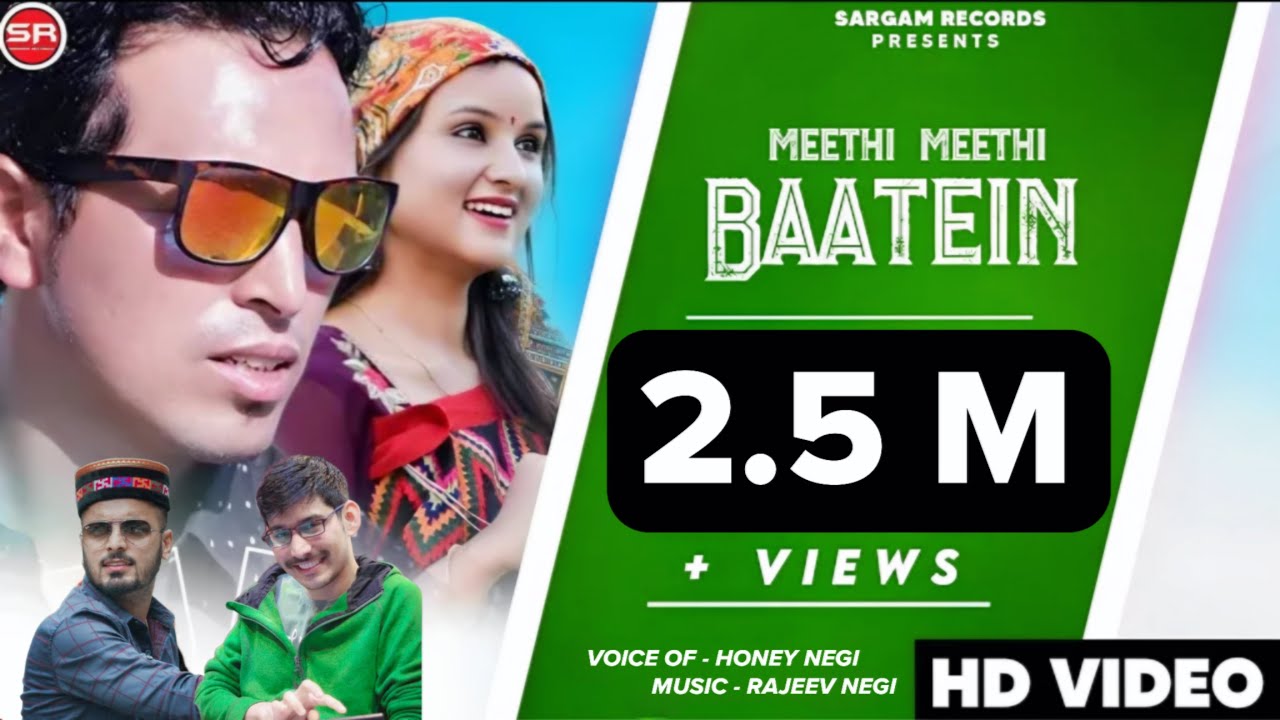 SR
SARGAM RECORDS
PRESENTS
MEETHI MEETHI
BAATEIN
2.5 M
+ VIEWS
VOICE OF - HONEY NEGI
MUSIC - RAJEEV NEGI
HD VIDEO